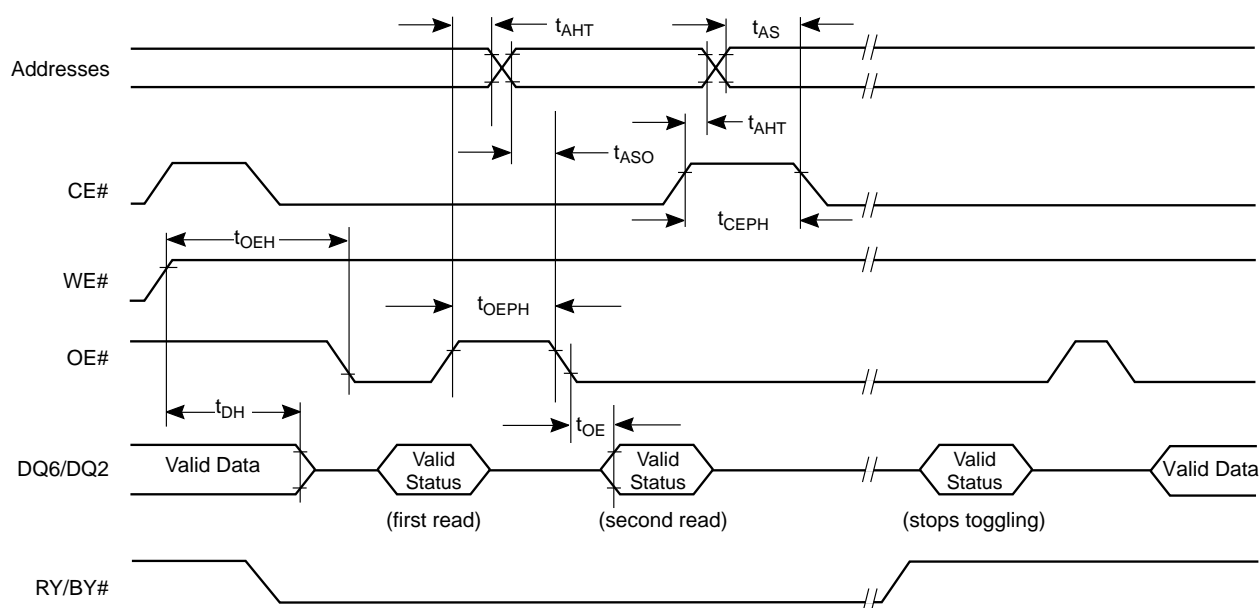 tAHT
tAS
Addresses
tAHT
tASO
CE#
tCEPH
tOEH
WE#
tOEPH
OE#
tDH
tOE
DQ6/DQ2
Valid Data
Valid
Status
Valid
Status
Valid
Status
Valid Data
(first read)
(second read)
(stops toggling)
RY/BY#